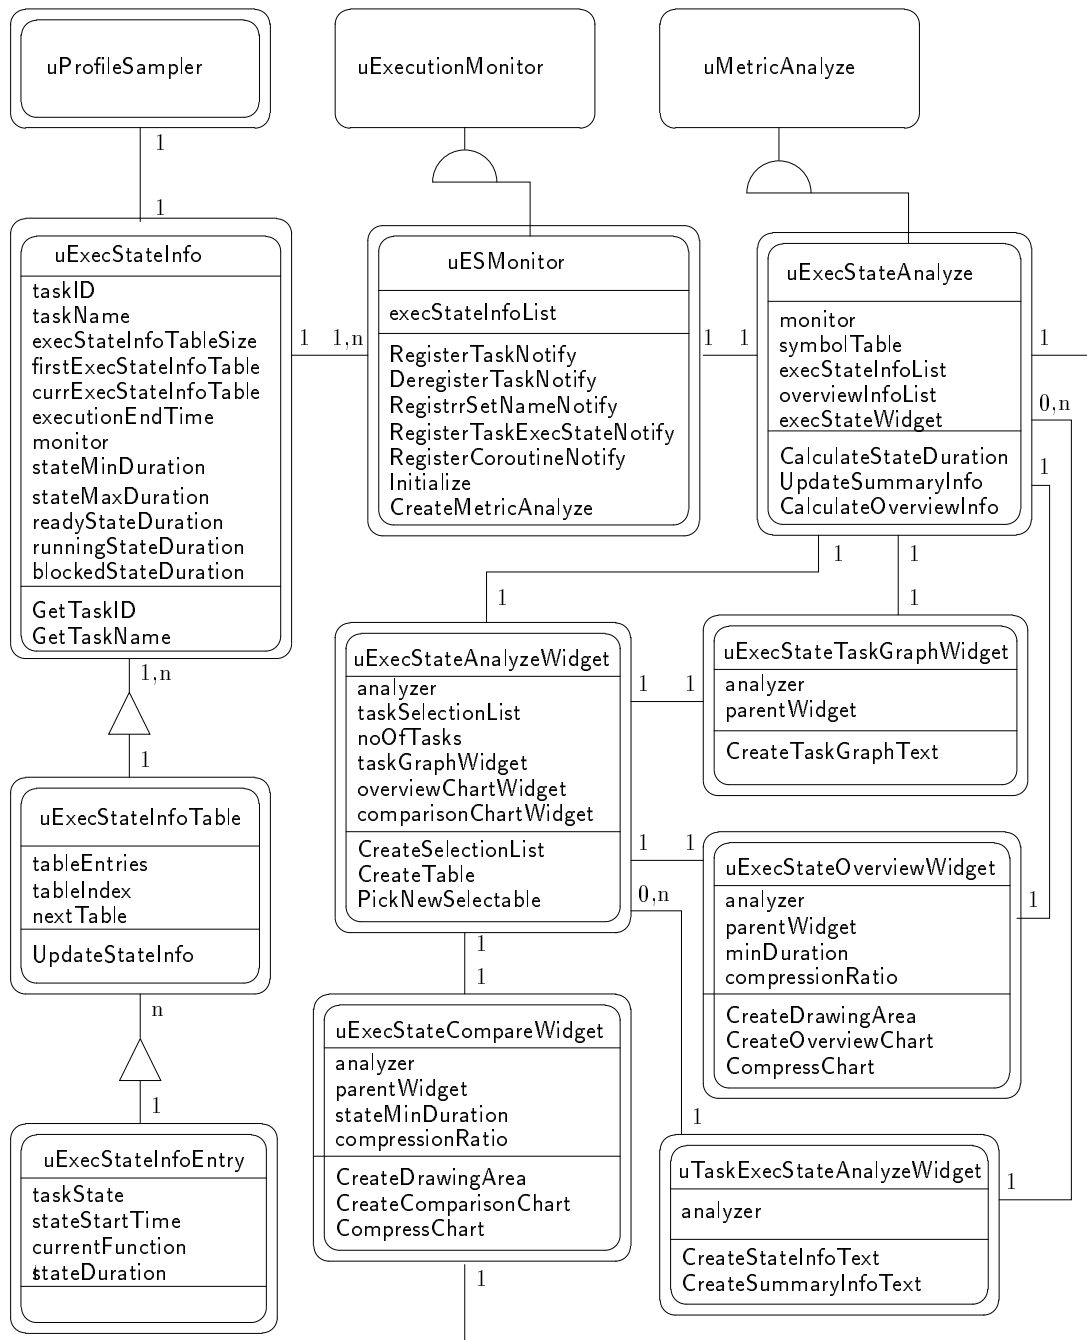 uProfileSampler
uExecutionMonitor
uMetricAnalyze
1
1
uExecStateInfo
taskID
taskName
execStateInfoTableSize
firstExecStateInfoTable
currExecStateInfoTable
executionEndTime
monitor
stateMinDuration
stateMaxDuration
readyStateDuration
runningStateDuration
blockedStateDuration
GetTaskID
GetTaskName
1
1,n
uESMonitor
execStateInfoList
RegisterTaskNotify
DeregisterTaskNotify
RegistrrSetNameNotify
RegisterTaskExecStateNotify
RegisterCoroutineNotify
Initialize
CreateMetricAnalyze
1
1
uExecStateAnalyze
monitor
symbolTable
execStateInfoList
overviewInfoList
execStateWidget
CalculateStateDuration
UpdateSummaryInfo
CalculateOverviewInfo
1
0,n
1
1
1
1
1
1,n
1
uExecStateInfoTable
tableEntries
tableIndex
nextTable
UpdateStateInfo
n
1
uExecStateInfoEntry
taskState
stateStartTime
currentFunction
stateDuration
uExecStateAnalyzeWidget
analyzer
taskSelectionList
noOfTasks
taskGraphWidget
overviewChartWidget
comparisonChartWidget
CreateSelectionList
CreateTable
PickNewSelectable
1
1
uExecStateTaskGraphWidget
analyzer
parentWidget
CreateTaskGraphText
1
1
0,n
uExecStateOverviewWidget
analyzer
parentWidget
minDuration
compressionRatio
CreateDrawingArea
CreateOverviewChart
CompressChart
1
1
1
uExecStateCompareWidget
analyzer
parentWidget
stateMinDuration
compressionRatio
CreateDrawingArea
CreateComparisonChart
CompressChart
1
1
uTaskExecStateAnalyzeWidget
analyzer
CreateStateInfoText
CreateSummaryInfoText
1